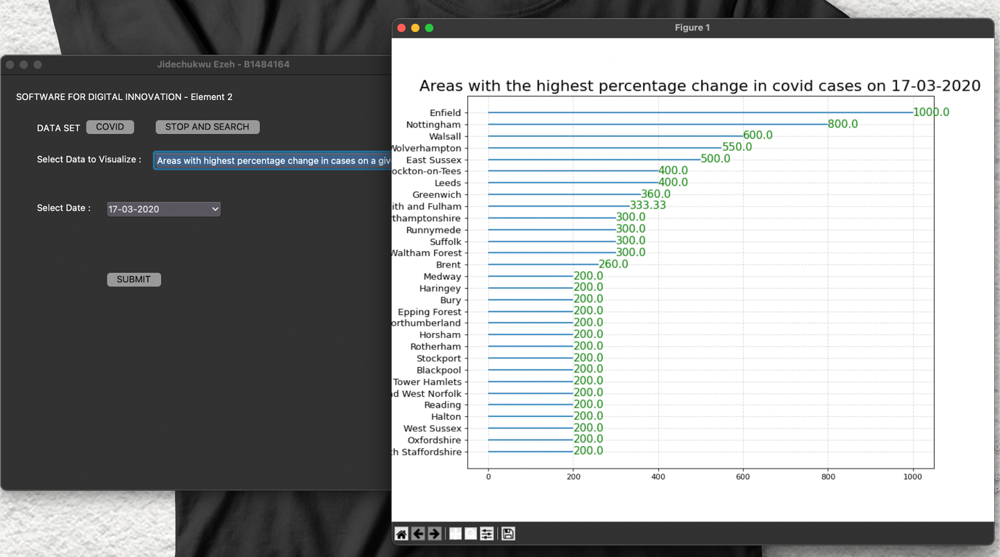 Jidechukwu Ezeh - B1484164
SOFTWARE FOR DIGITAL INNOVATION - Element 2
DATA SET COVID STOP AND SEARCH
Select Data to Visualize : Areas with highest percentage change in cases on a giv
Select Date : 17-03-2020
SUBMIT
Figure 1
Areas with the highest percentage change in covid cases on 17-03-2020
Enfield 1000.0
Nottingham 800.0
Walsall 600.0
Wolverhampton 550.0
East Sussex 500.0
ockton-on-Tees 400.0
Leeds 400.0
Greenwich 360.0
ith and Fulham 333.33
rthamptonshire 300.0
Runnymede 300.0
Suffolk 300.0
Waltham Forest 300.0
Brent 260.0
Medway 200.0
Haringey 200.0
Bury 200.0
Epping Forest 200.0
orthumberland 200.0
Horsham 200.0
Rotherham 200.0
Stockport 200.0
Blackpool 200.0
Tower Hamlets 200.0
nd West Norfolk 200.0
Reading 200.0
Halton 200.0
West Sussex 200.0
Oxfordshire 200.0
th Staffordshire 200.0
0 200 400 600 800 1000